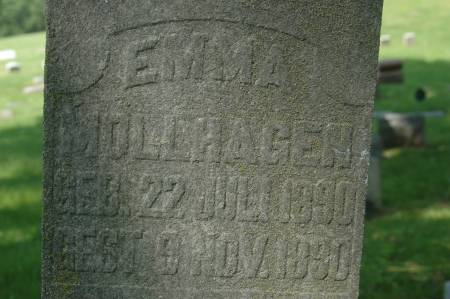 EMMA
MOLLHAGEN
GEB. 22 JULI 1890
GEST. 9 NOV. 1890